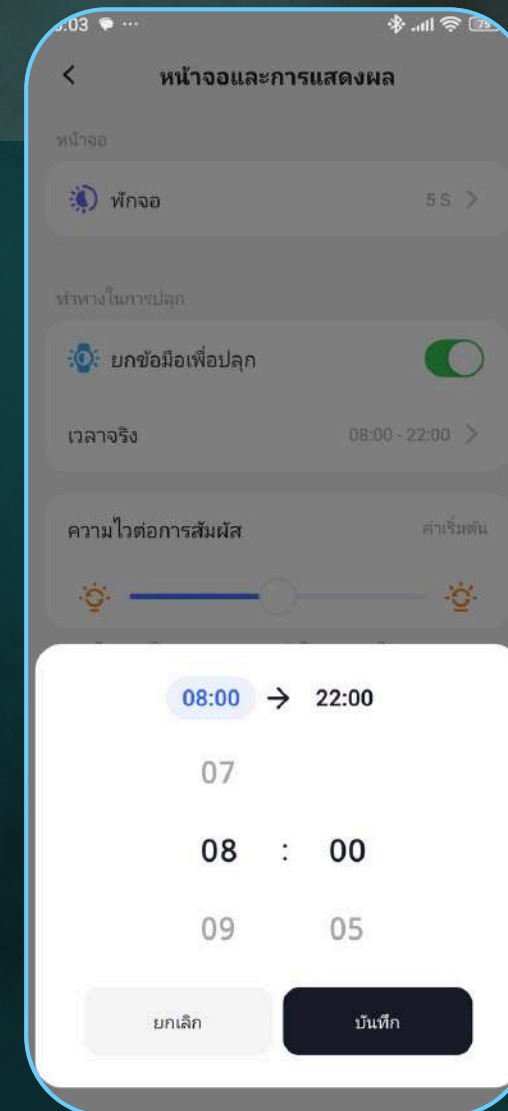 :03 ...
75
หน้าจอและการแสดงผล
หน้าจอ
พักจอ 5 S
ท่าทางในการปลุก
ยกข้อมือเพื่อปลุก
เวลาจริง 08:00 - 22:00
ความไวต่อการสัมผัส ค่าเริ่มต้น
08:00 → 22:00
07
08 : 00
09 05
ยกเลิก บันทึก